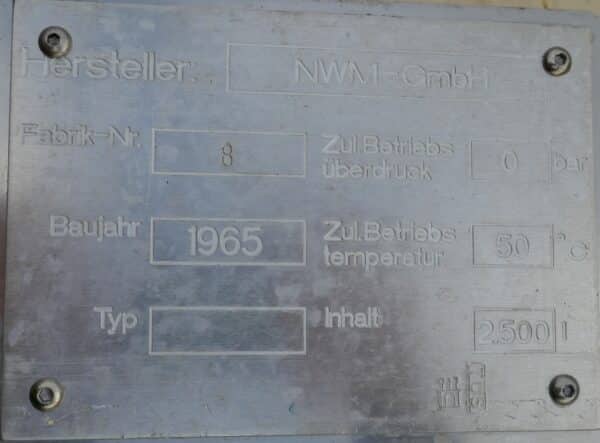 Hersteller: NWM-GmbH
Fabrik-Nr. 8 Zul.Betriebs
überdruck 0 bar
Baujahr 1965 Zul.Betriebs
temperatur 50 °C
Typ Inhalt 2.500 l